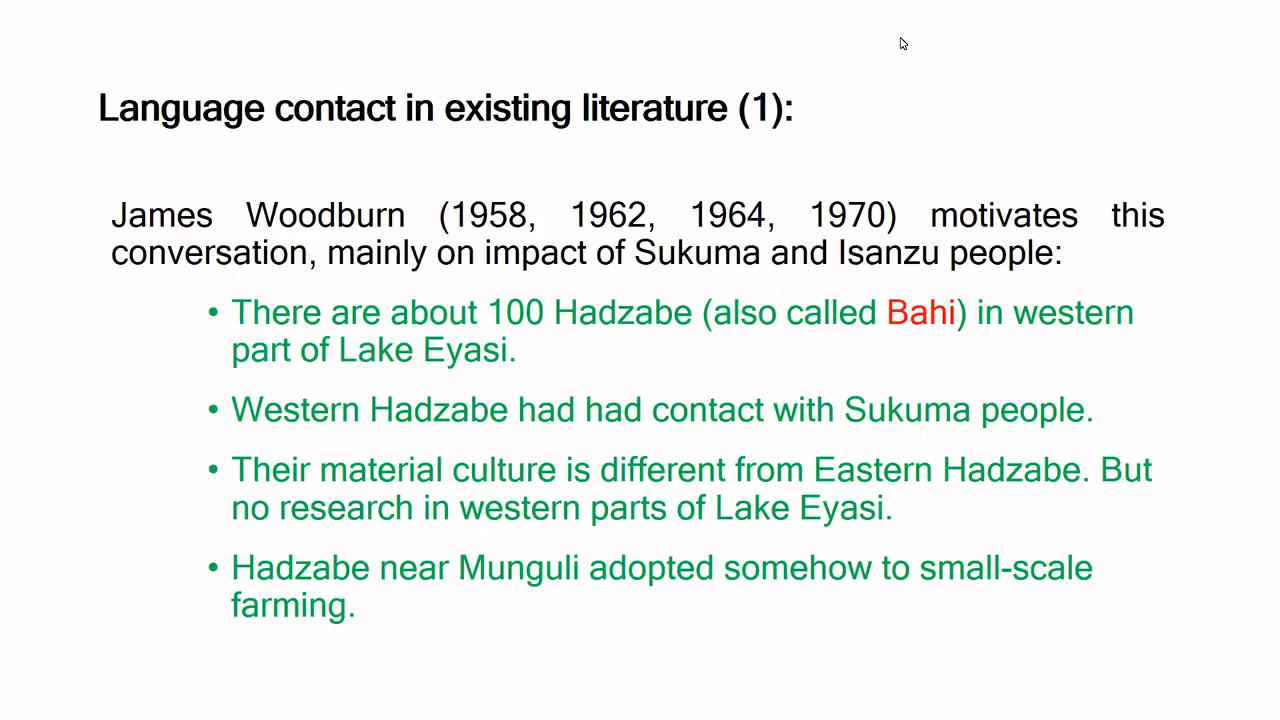 Language contact in existing literature (1):
James Woodburn (1958, 1962, 1964, 1970) motivates this
conversation, mainly on impact of Sukuma and Isanzu people:
• There are about 100 Hadzabe (also called Bahi) in western
part of Lake Eyasi.
• Western Hadzabe had had contact with Sukuma people.
• Their material culture is different from Eastern Hadzabe. But
no research in western parts of Lake Eyasi.
• Hadzabe near Munguli adopted somehow to small-scale
farming.